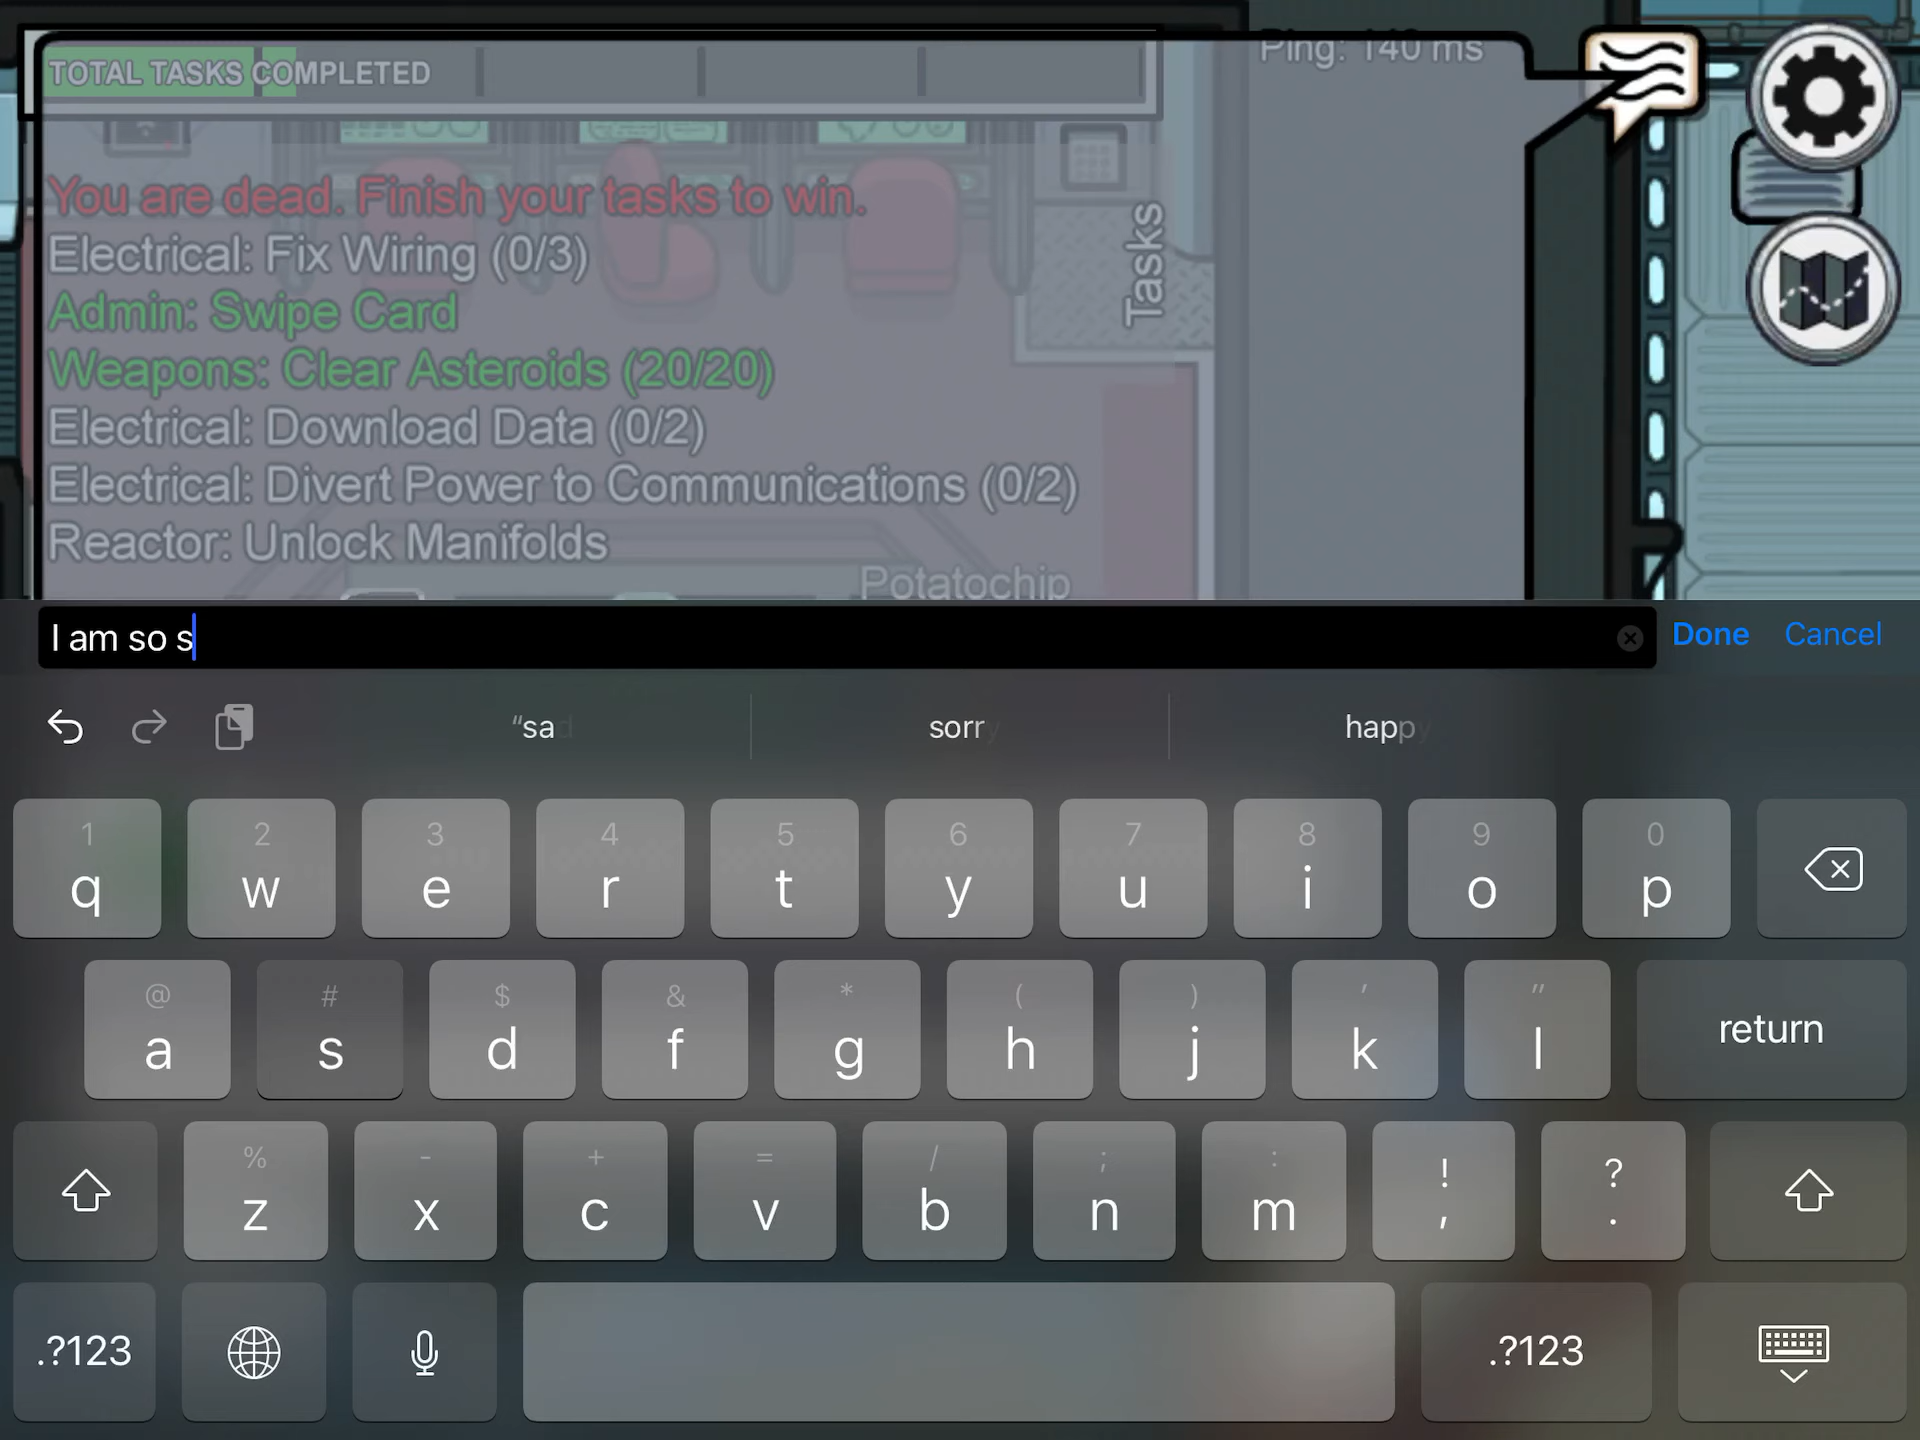 Ping: 140 ms
TOTAL TASKS COMPLETED
You are dead. Finish your tasks to win.
Electrical: Fix Wiring (0/3)
Admin: Swipe Card
Weapons: Clear Asteroids (20/20)
Electrical: Download Data (0/2)
Electrical: Divert Power to Communications (0/2)
Reactor: Unlock Manifolds
Tasks
Potatochip
I am so s
Done Cancel
“sad sorry happy
1 2 3 4 5 6 7 8 9 0
q w e r t y u i o p
@ # $ & * ( ) ' "
a s d f g h j k l return
% - + = / ; : ! ?
z x c v b n m , .
.?123 .?123